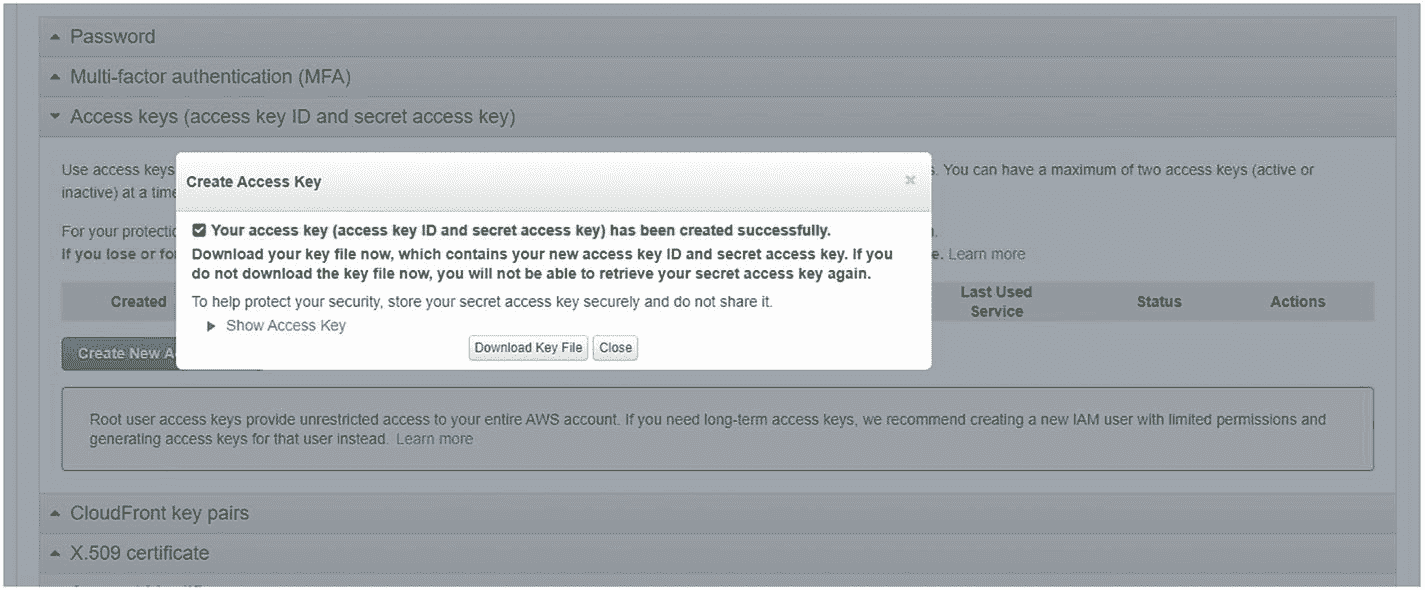 Password
Multi-factor authentication (MFA)
Access keys (access key ID and secret access key)
Use access keys s. You can have a maximum of two access keys (active or
inactive) at a time
Create Access Key
For your protectio n.
Your access key (access key ID and secret access key) has been created successfully.
If you lose or for e. Learn more
Download your key file now, which contains your new access key ID and secret access key. If you
do not download the key file now, you will not be able to retrieve your secret access key again.
To help protect your security, store your secret access key securely and do not share it.
Show Access Key
Download Key File Close
Created Last Used Status Actions
Service
Create New A
Root user access keys provide unrestricted access to your entire AWS account. If you need long-term access keys, we recommend creating a new IAM user with limited permissions and
generating access keys for that user instead. Learn more
CloudFront key pairs
X.509 certificate